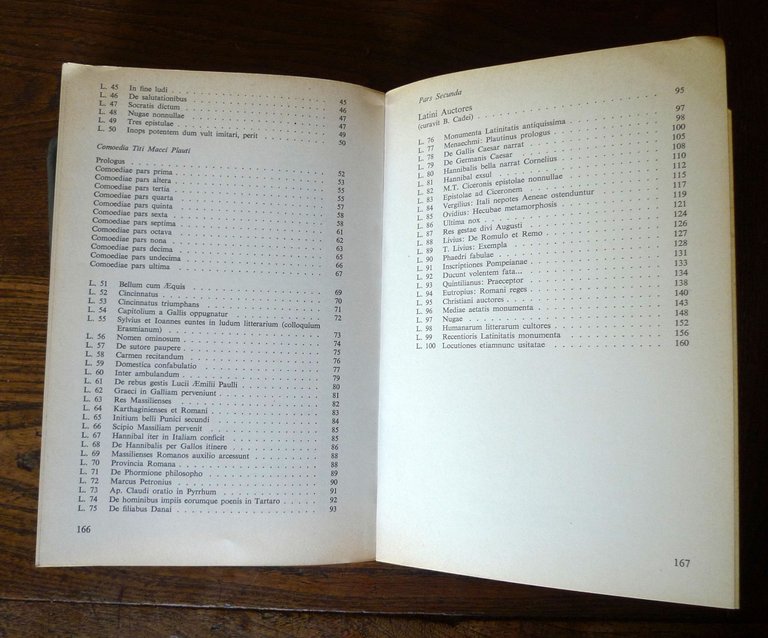 L. 45 In fine ludi . . . . . 45
L. 46 De salutationibus . . . . . 46
L. 47 Socratis dictum . . . . . 47
L. 48 Nugae nonnullae . . . . . 47
L. 49 Tres epistulae . . . . . 49
L. 50 Inops potentem dum vult imitari, perit . . . . . 50
Comoedia Titi Macci Plauti
Prologus . . . . . 52
Comoediae pars prima . . . . . 53
Comoediae pars altera . . . . . 55
Comoediae pars tertia . . . . . 55
Comoediae pars quarta . . . . . 57
Comoediae pars quinta . . . . . 58
Comoediae pars sexta . . . . . 58
Comoediae pars septima . . . . . 61
Comoediae pars octava . . . . . 62
Comoediae pars nona . . . . . 63
Comoediae pars decima . . . . . 65
Comoediae pars undecima . . . . . 66
Comoediae pars ultima . . . . . 67
L. 51 Bellum cum Æquis . . . . . 69
L. 52 Cincinnatus . . . . . 70
L. 53 Cincinnatus triumphans . . . . . 71
L. 54 Capitolium a Gallis oppugnatur . . . . . 72
L. 55 Sylvius et Ioannes euntes in ludum litterarium (colloquium
Erasmianum) . . . . . 73
L. 56 Nomen ominosum . . . . . 74
L. 57 De sutore paupere . . . . . 75
L. 58 Carmen recitandum . . . . . 76
L. 59 Domestica confabulatio . . . . . 77
L. 60 Inter ambulandum . . . . . 79
L. 61 De rebus gestis Lucii Æmilii Paulli . . . . . 80
L. 62 Graeci in Galliam perveniunt . . . . . 81
L. 63 Res Massilienses . . . . . 82
L. 64 Karthaginienses et Romani . . . . . 83
L. 65 Initium belli Punici secundi . . . . . 84
L. 66 Scipio Massiliam pervenit . . . . . 85
L. 67 Hannibal iter in Italiam conficit . . . . . 85
L. 68 De Hannibalis per Gallos itinere . . . . . 86
L. 69 Massilienses Romanos auxilio arcessunt . . . . . 88
L. 70 Provincia Romana . . . . . 88
L. 71 De Phormione philosopho . . . . . 89
L. 72 Marcus Petronius . . . . . 90
L. 73 Ap. Claudi oratio in Pyrrhum . . . . . 91
L. 74 De hominibus impiis eorumque poenis in Tartaro . . . . . 92
L. 75 De filiabus Danai . . . . . 93
166
Pars Secunda
Latini Auctores . . . . . 95
(curavit B. Cadei)
L. 76 Monumenta Latinitatis antiquissima . . . . . 97
L. 77 Menaechmi: Plautinus prologus . . . . . 98
L. 78 De Gallis Caesar narrat . . . . . 100
L. 79 De Germanis Caesar . . . . . 105
L. 80 Hannibalis bella narrat Cornelius . . . . . 108
L. 81 Hannibal exsul . . . . . 110
L. 82 M.T. Ciceronis epistolae nonnullae . . . . . 112
L. 83 Epistolae ad Ciceronem . . . . . 115
L. 84 Vergilius: Itali nepotes Aeneae ostenduntur . . . . . 117
L. 85 Ovidius: Hecubae metamorphosis . . . . . 119
L. 86 Ultima nox . . . . . 121
L. 87 Res gestae divi Augusti . . . . . 124
L. 88 Livius: De Romulo et Remo . . . . . 126
L. 89 T. Livius: Exempla . . . . . 127
L. 90 Phaedri fabulae . . . . . 128
L. 91 Inscriptiones Pompeianae . . . . . 131
L. 92 Ducunt volentem fata... . . . . . 133
L. 93 Quintilianus: Praeceptor . . . . . 134
L. 94 Eutropius: Romani reges . . . . . 138
L. 95 Christiani auctores . . . . . 140
L. 96 Mediae aetatis monumenta . . . . . 143
L. 97 Nugae . . . . . 148
L. 98 Humanarum litterarum cultores . . . . . 152
L. 99 Recentioris Latinitatis monumenta . . . . . 156
L. 100 Locutiones etiamnunc usitatae . . . . . 160
167